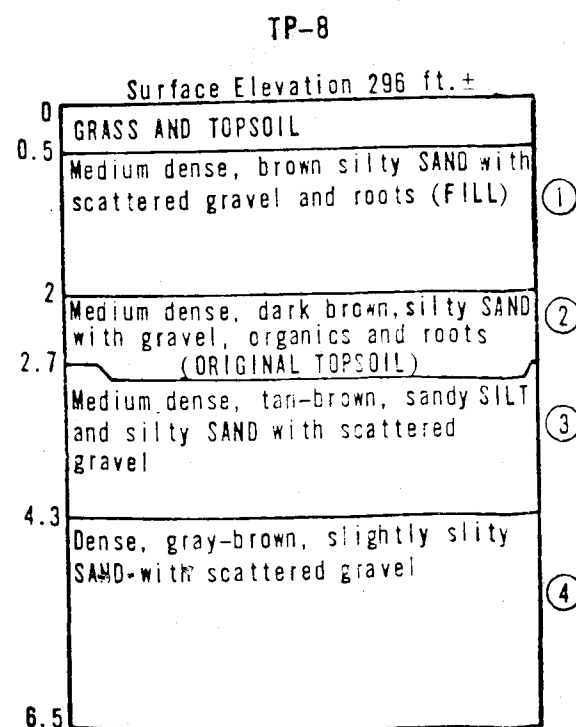 TP-8
Surface Elevation 296 ft.±
0
GRASS AND TOPSOIL
0.5
Medium dense, brown silty SAND with
scattered gravel and roots (FILL)
1
2
Medium dense, dark brown, silty SAND
with gravel, organics and roots
(ORIGINAL TOPSOIL)
2
2.7
Medium dense, tan-brown, sandy SILT
and silty SAND with scattered
gravel
3
4.3
Dense, gray-brown, slightly slity
SAND with scattered gravel
4
6.5